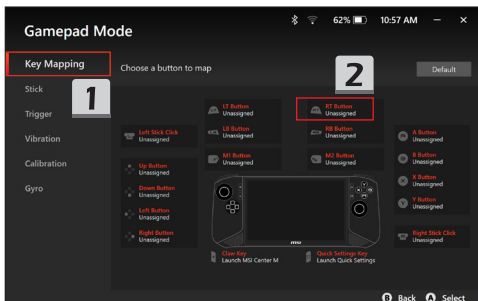 Gamepad Mode
62%
10:57 AM
Key Mapping
Choose a button to map
Default
1
2
Stick
Trigger
Vibration
Calibration
Gyro
LT Button
Unassigned
RT Button
Unassigned
Left Stick Click
Unassigned
LB Button
Unassigned
RB Button
Unassigned
A Button
Unassigned
M1 Button
Unassigned
M2 Button
Unassigned
B Button
Unassigned
Up Button
Unassigned
X Button
Unassigned
Down Button
Unassigned
Y Button
Unassigned
Left Button
Unassigned
Right Button
Unassigned
Right Stick Click
Unassigned
msi
Claw Key
Launch MSI Center M
Quick Settings Key
Launch Quick Settings
B Back
A Select